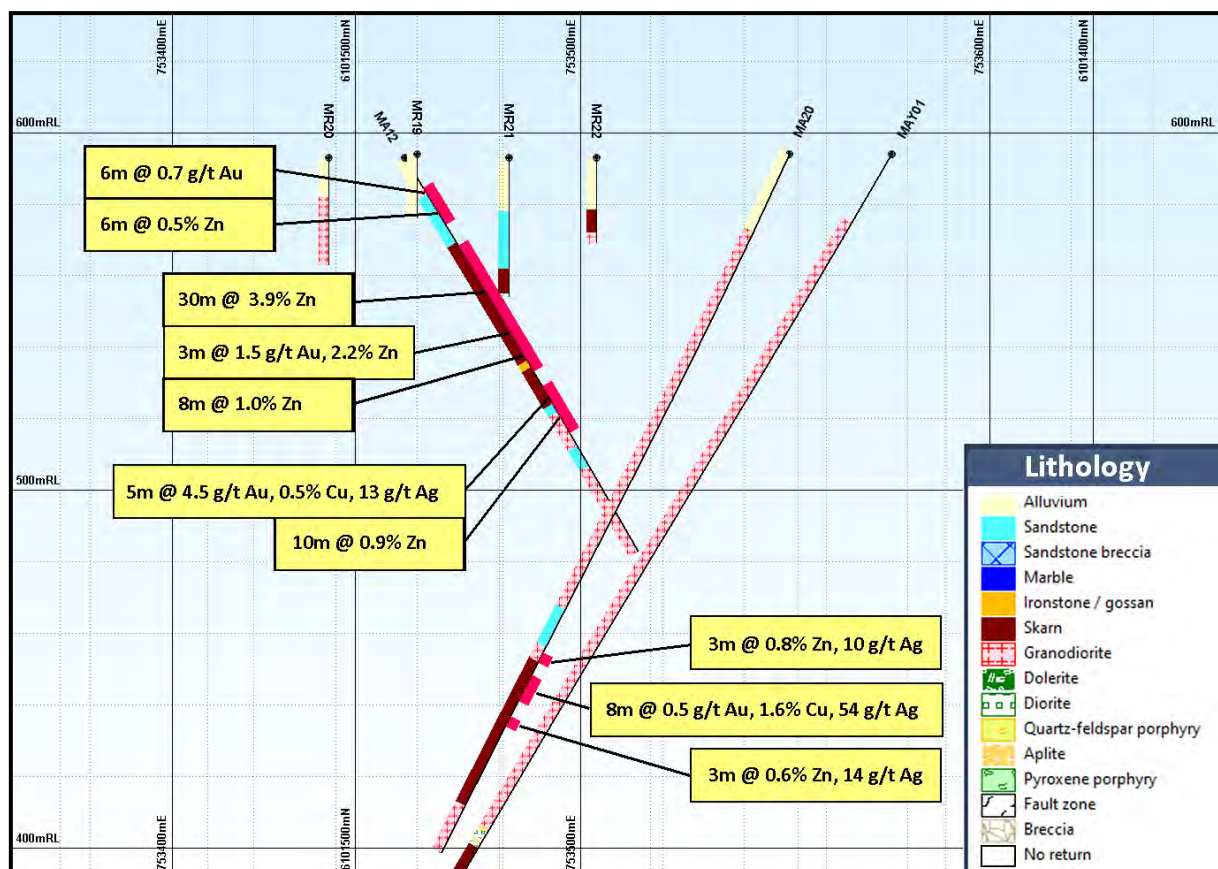 753400mE
6101500mN
753500mE
753600mE
6101400mN
600mRL
600mRL
MR20
MA12
MR19
MR21
MR22
MA20
MAY01
6m @ 0.7 g/t Au
6m @ 0.5% Zn
30m @ 3.9% Zn
3m @ 1.5 g/t Au, 2.2% Zn
8m @ 1.0% Zn
500mRL
5m @ 4.5 g/t Au, 0.5% Cu, 13 g/t Ag
10m @ 0.9% Zn
3m @ 0.8% Zn, 10 g/t Ag
8m @ 0.5 g/t Au, 1.6% Cu, 54 g/t Ag
3m @ 0.6% Zn, 14 g/t Ag
400mRL
753400mE
6101500mN
753500mE
Lithology
Alluvium
Sandstone
Sandstone breccia
Marble
Ironstone / gossan
Skarn
Granodiorite
Dolerite
Diorite
Quartz-feldspar porphyry
Aplite
Pyroxene porphyry
Fault zone
Breccia
No return